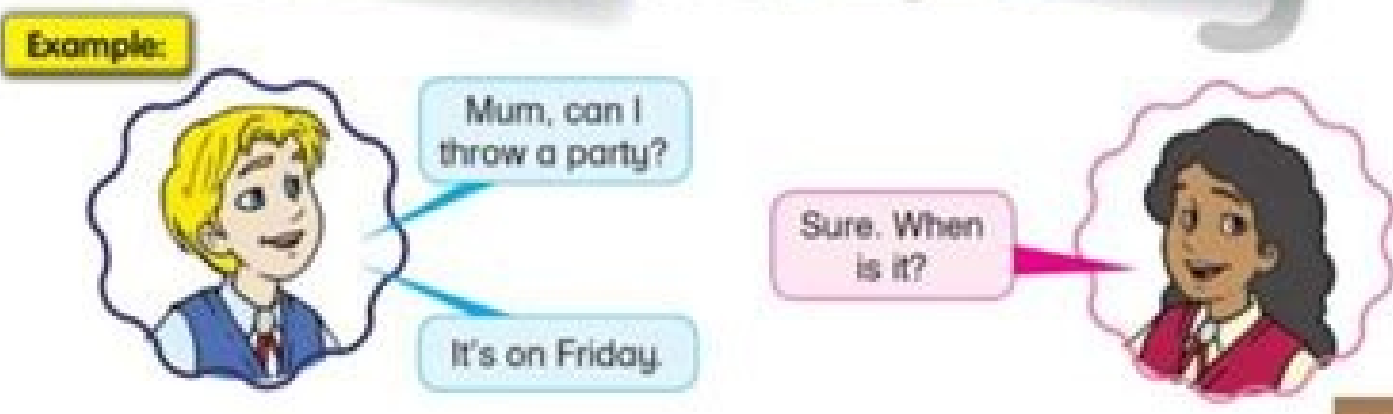 Example:
Mum, can I
throw a party?
Sure. When
is it?
It's on Friday.